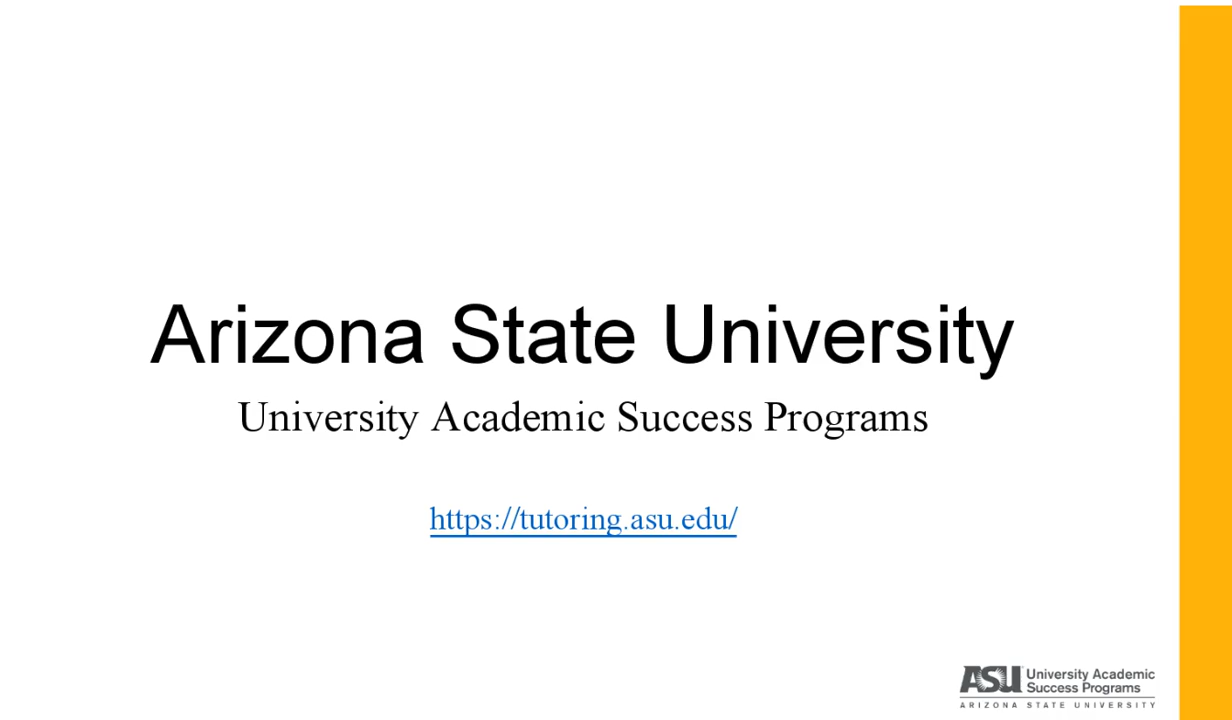 Arizona State University
University Academic Success Programs
https://tutoring.asu.edu/
ASU University Academic
Success Programs
ARIZONA STATE UNIVERSITY